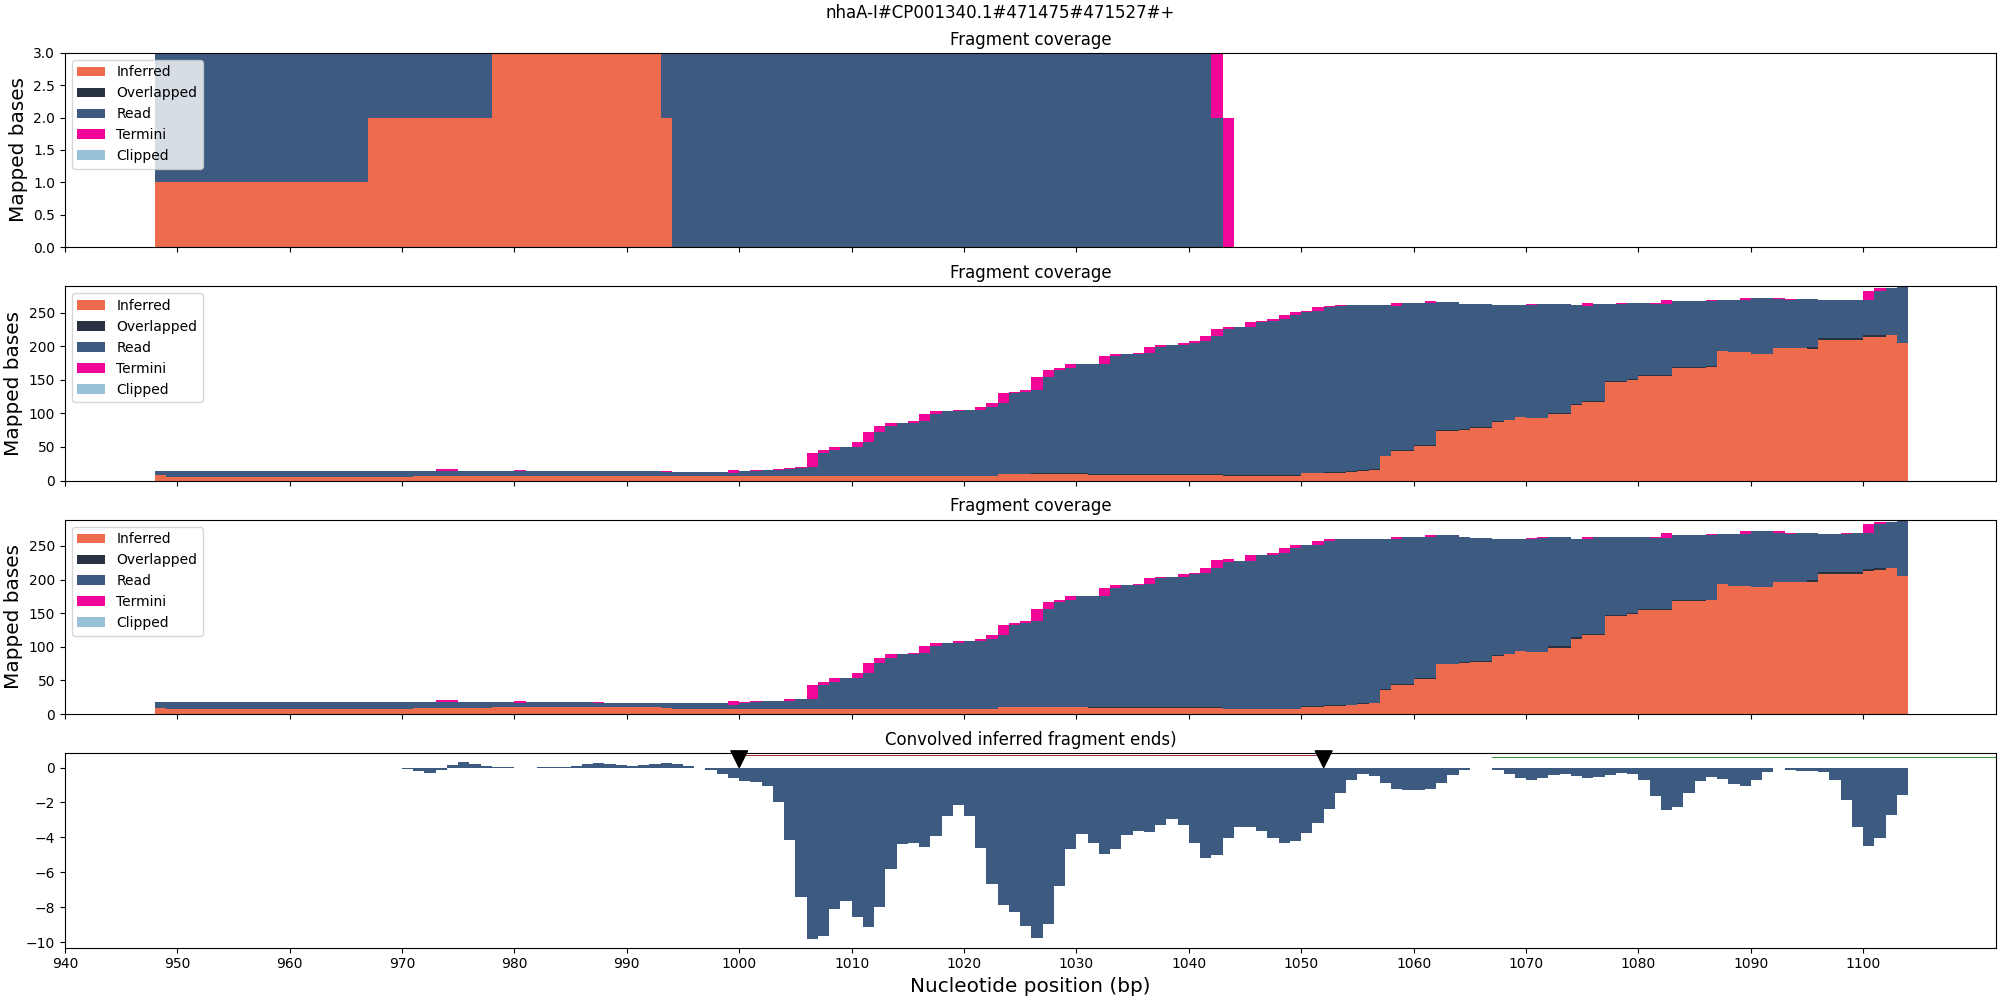 nhaA-I#CP001340.1#471475#471527#+
Fragment coverage
Mapped bases
3.0
2.5
2.0
1.5
1.0
0.5
0.0
Inferred
Overlapped
Read
Termini
Clipped
Fragment coverage
Mapped bases
250
200
150
100
50
0
Inferred
Overlapped
Read
Termini
Clipped
Fragment coverage
Mapped bases
250
200
150
100
50
0
Inferred
Overlapped
Read
Termini
Clipped
Convolved inferred fragment ends)
0
−2
−4
−6
−8
−10
940 950 960 970 980 990 1000 1010 1020 1030 1040 1050 1060 1070 1080 1090 1100
Nucleotide position (bp)